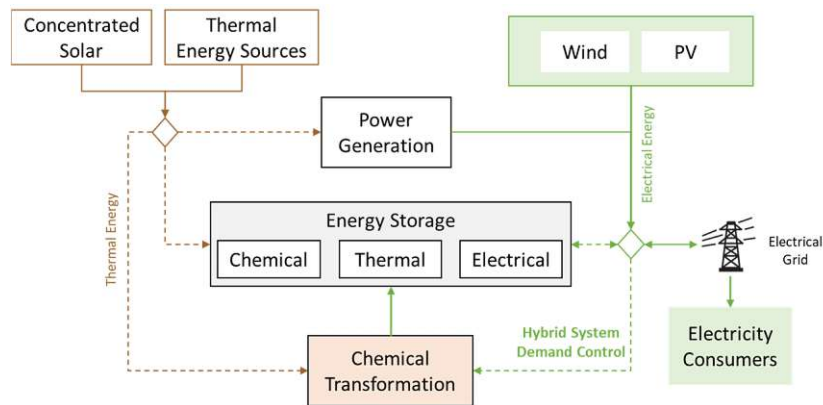 Concentrated
Solar
Thermal
Energy Sources
Wind
PV
Power
Generation
Electrical Energy
Thermal Energy
Energy Storage
Chemical
Thermal
Electrical
Electrical
Grid
Hybrid System
Demand Control
Chemical
Transformation
Electricity
Consumers